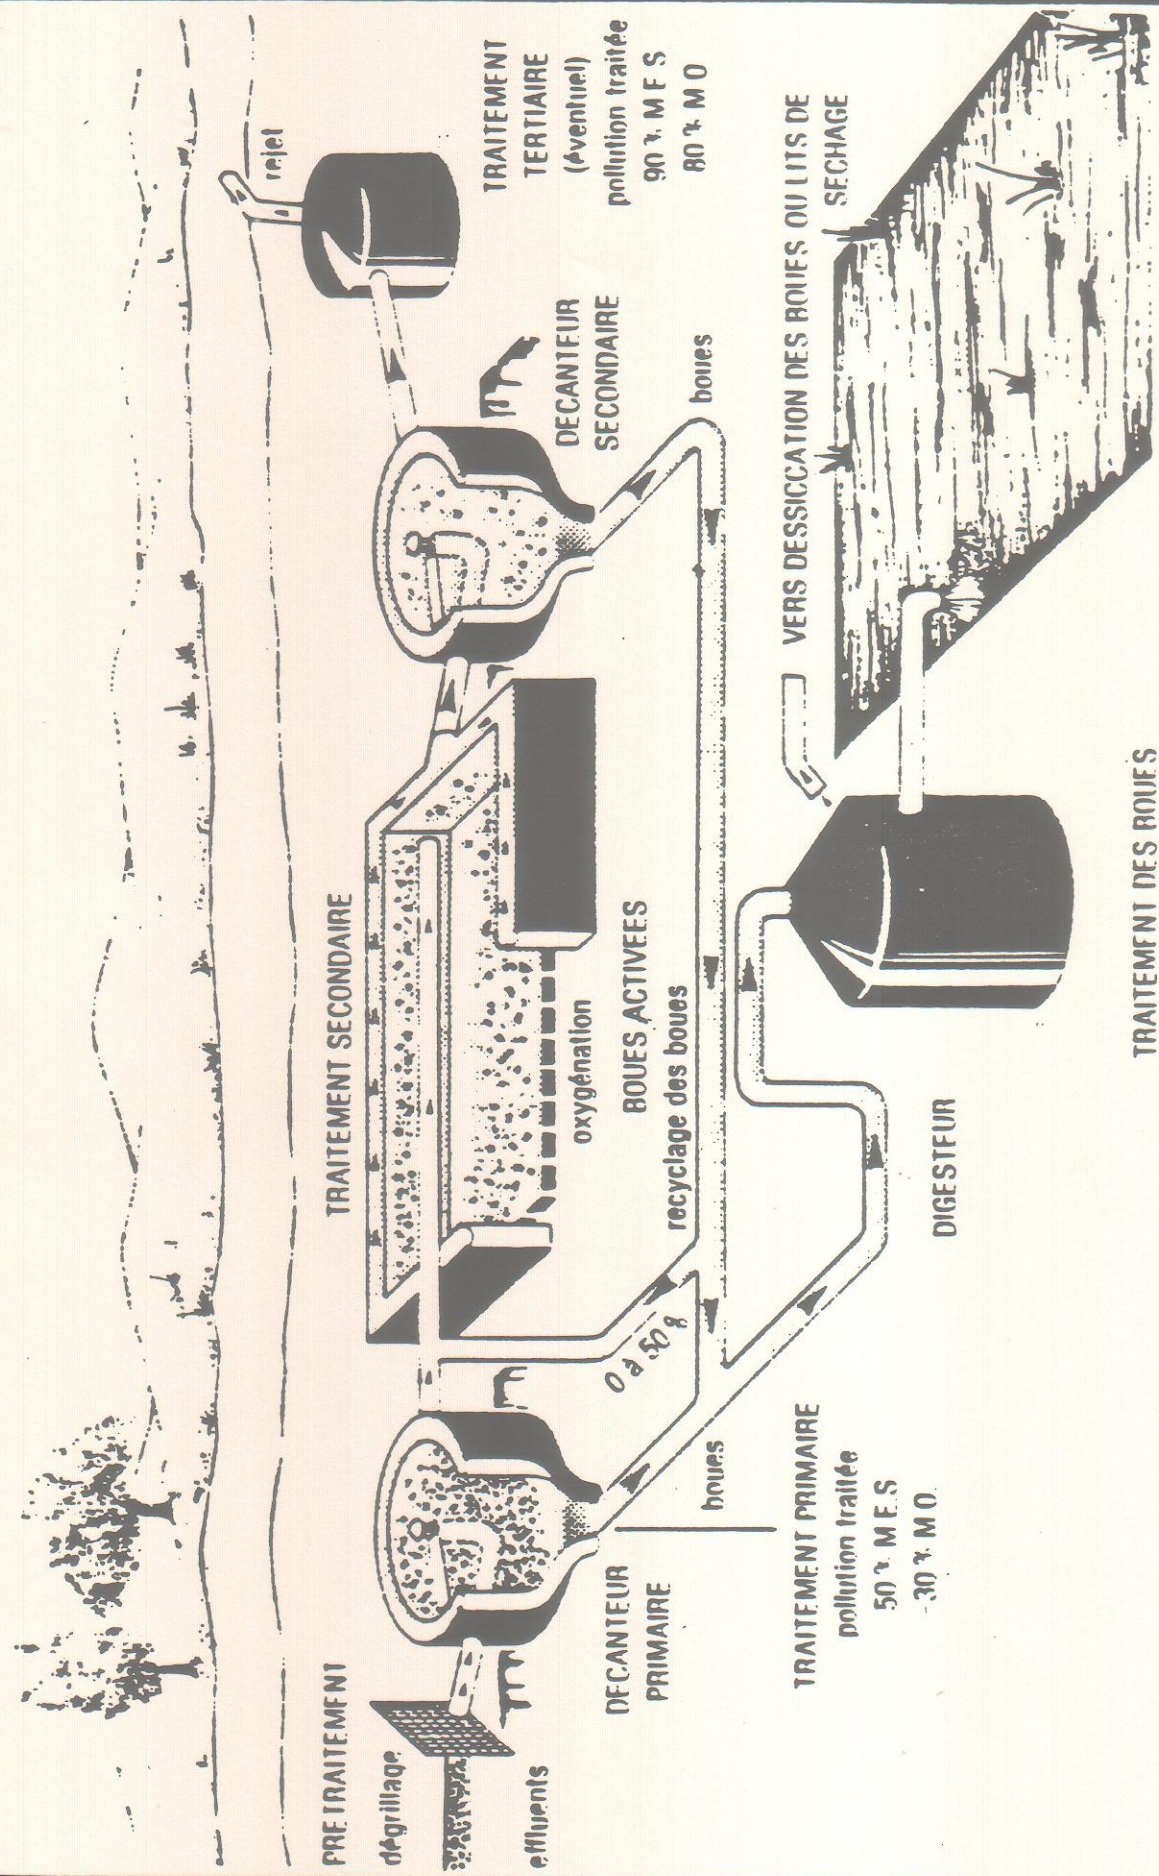 PRETRAITEMENT
dégrillage
effluents
DECANTEUR
PRIMAIRE
TRAITEMENT PRIMAIRE
pollution traitée
50 % M E S
-30 % M O
boues
0 à 50 g
TRAITEMENT SECONDAIRE
oxygénation
BOUES ACTIVEES
recyclage des boues
DIGESTEUR
DECANTEUR
SECONDAIRE
boues
rejet
TRAITEMENT
TERTIAIRE
(éventuel)
pollution traitée
90 % M E S
80 % M O
VERS DESSICCATION DES BOUES OU LITS DE
SECHAGE
TRAITEMENT DES BOUES